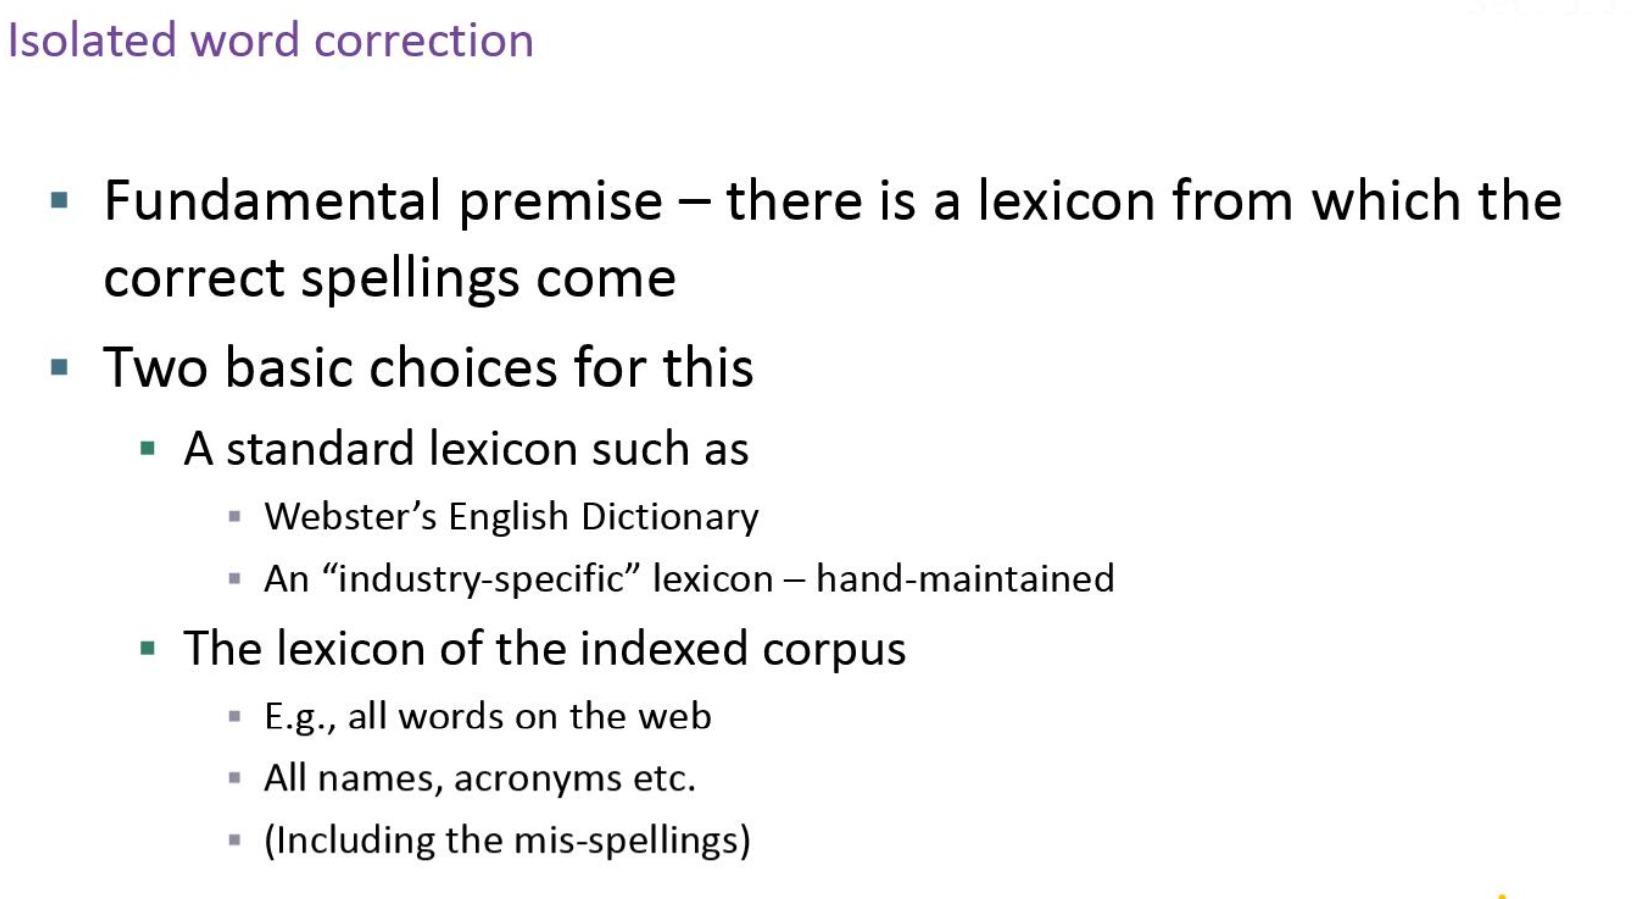 Isolated word correction
Fundamental premise – there is a lexicon from which the
correct spellings come
Two basic choices for this
A standard lexicon such as
Webster’s English Dictionary
An “industry-specific” lexicon – hand-maintained
The lexicon of the indexed corpus
E.g., all words on the web
All names, acronyms etc.
(Including the mis-spellings)